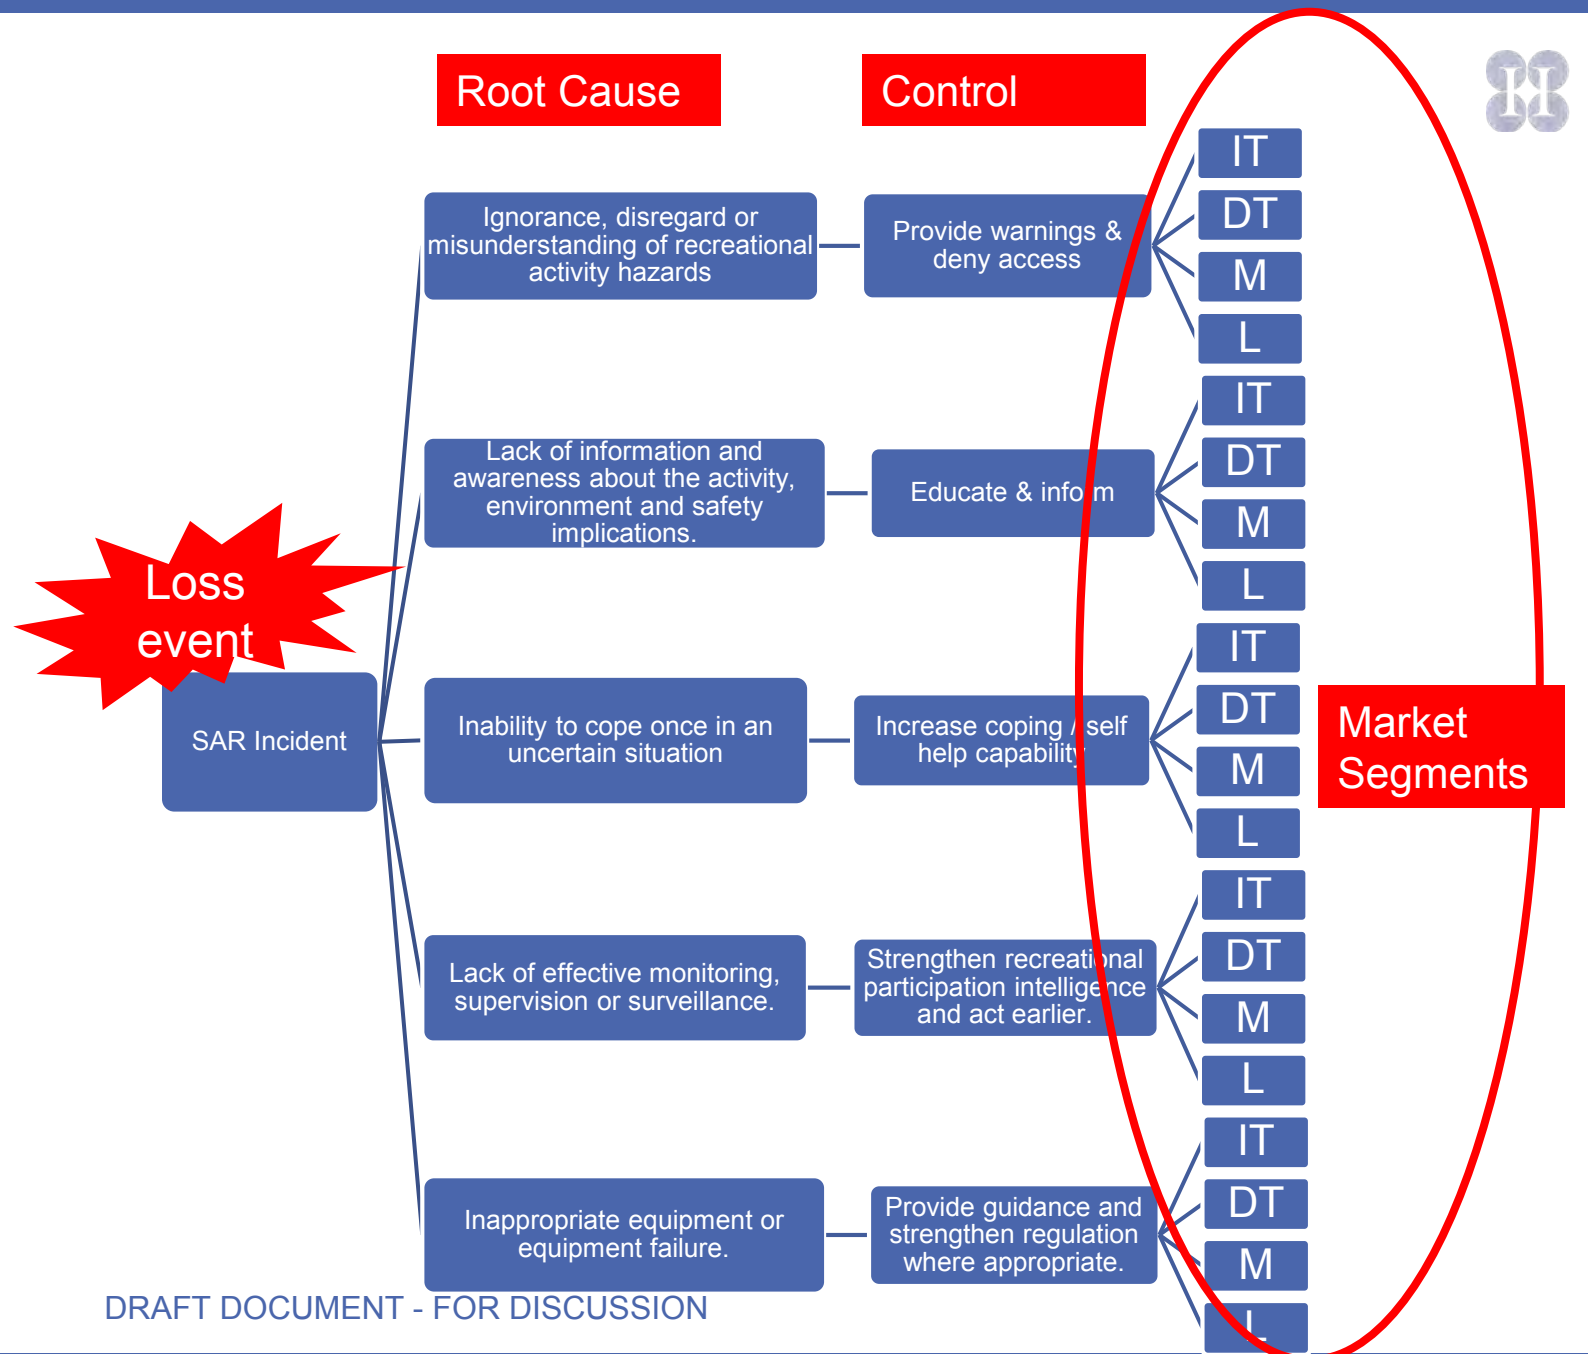 Root Cause
Control
H
IT
DT
M
L
Ignorance, disregard or
misunderstanding of recreational
activity hazards
Provide warnings &
deny access
IT
DT
M
L
Lack of information and
awareness about the activity,
environment and safety
implications.
Educate & inform
Loss
event
SAR Incident
IT
DT
M
L
Inability to cope once in an
uncertain situation
Increase coping / self
help capability
Market
Segments
IT
DT
M
L
Lack of effective monitoring,
supervision or surveillance.
Strengthen recreational
participation intelligence
and act earlier.
IT
DT
M
L
Inappropriate equipment or
equipment failure.
Provide guidance and
strengthen regulation
where appropriate.
DRAFT DOCUMENT - FOR DISCUSSION